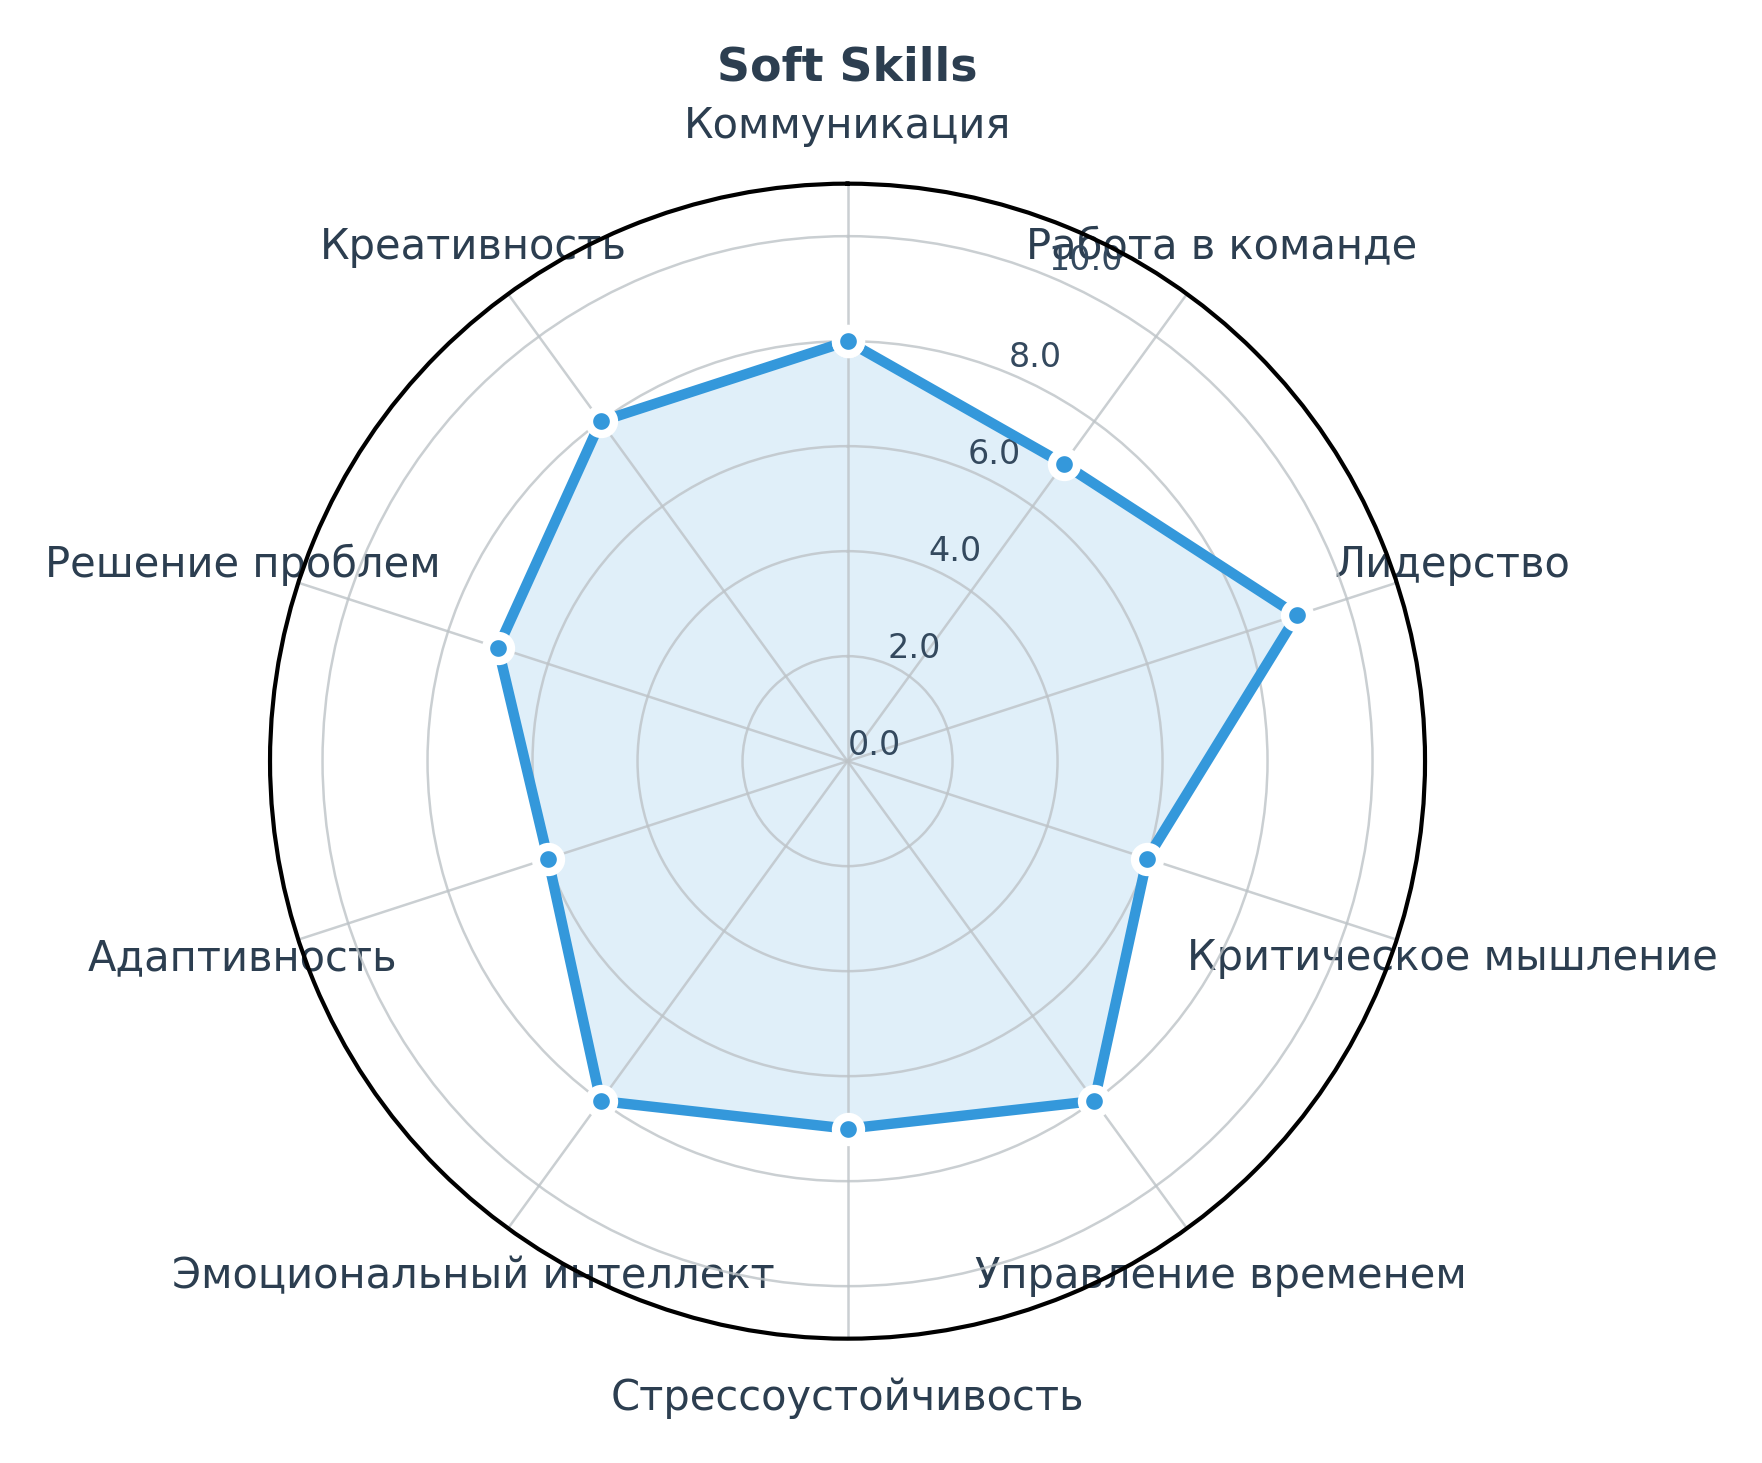 Soft Skills
Коммуникация
Креативность
Работа в команде
10.0
8.0
6.0
4.0
Решение проблем
Лидерство
2.0
0.0
Адаптивность
Критическое мышление
Эмоциональный интеллект
Управление временем
Стрессоустойчивость